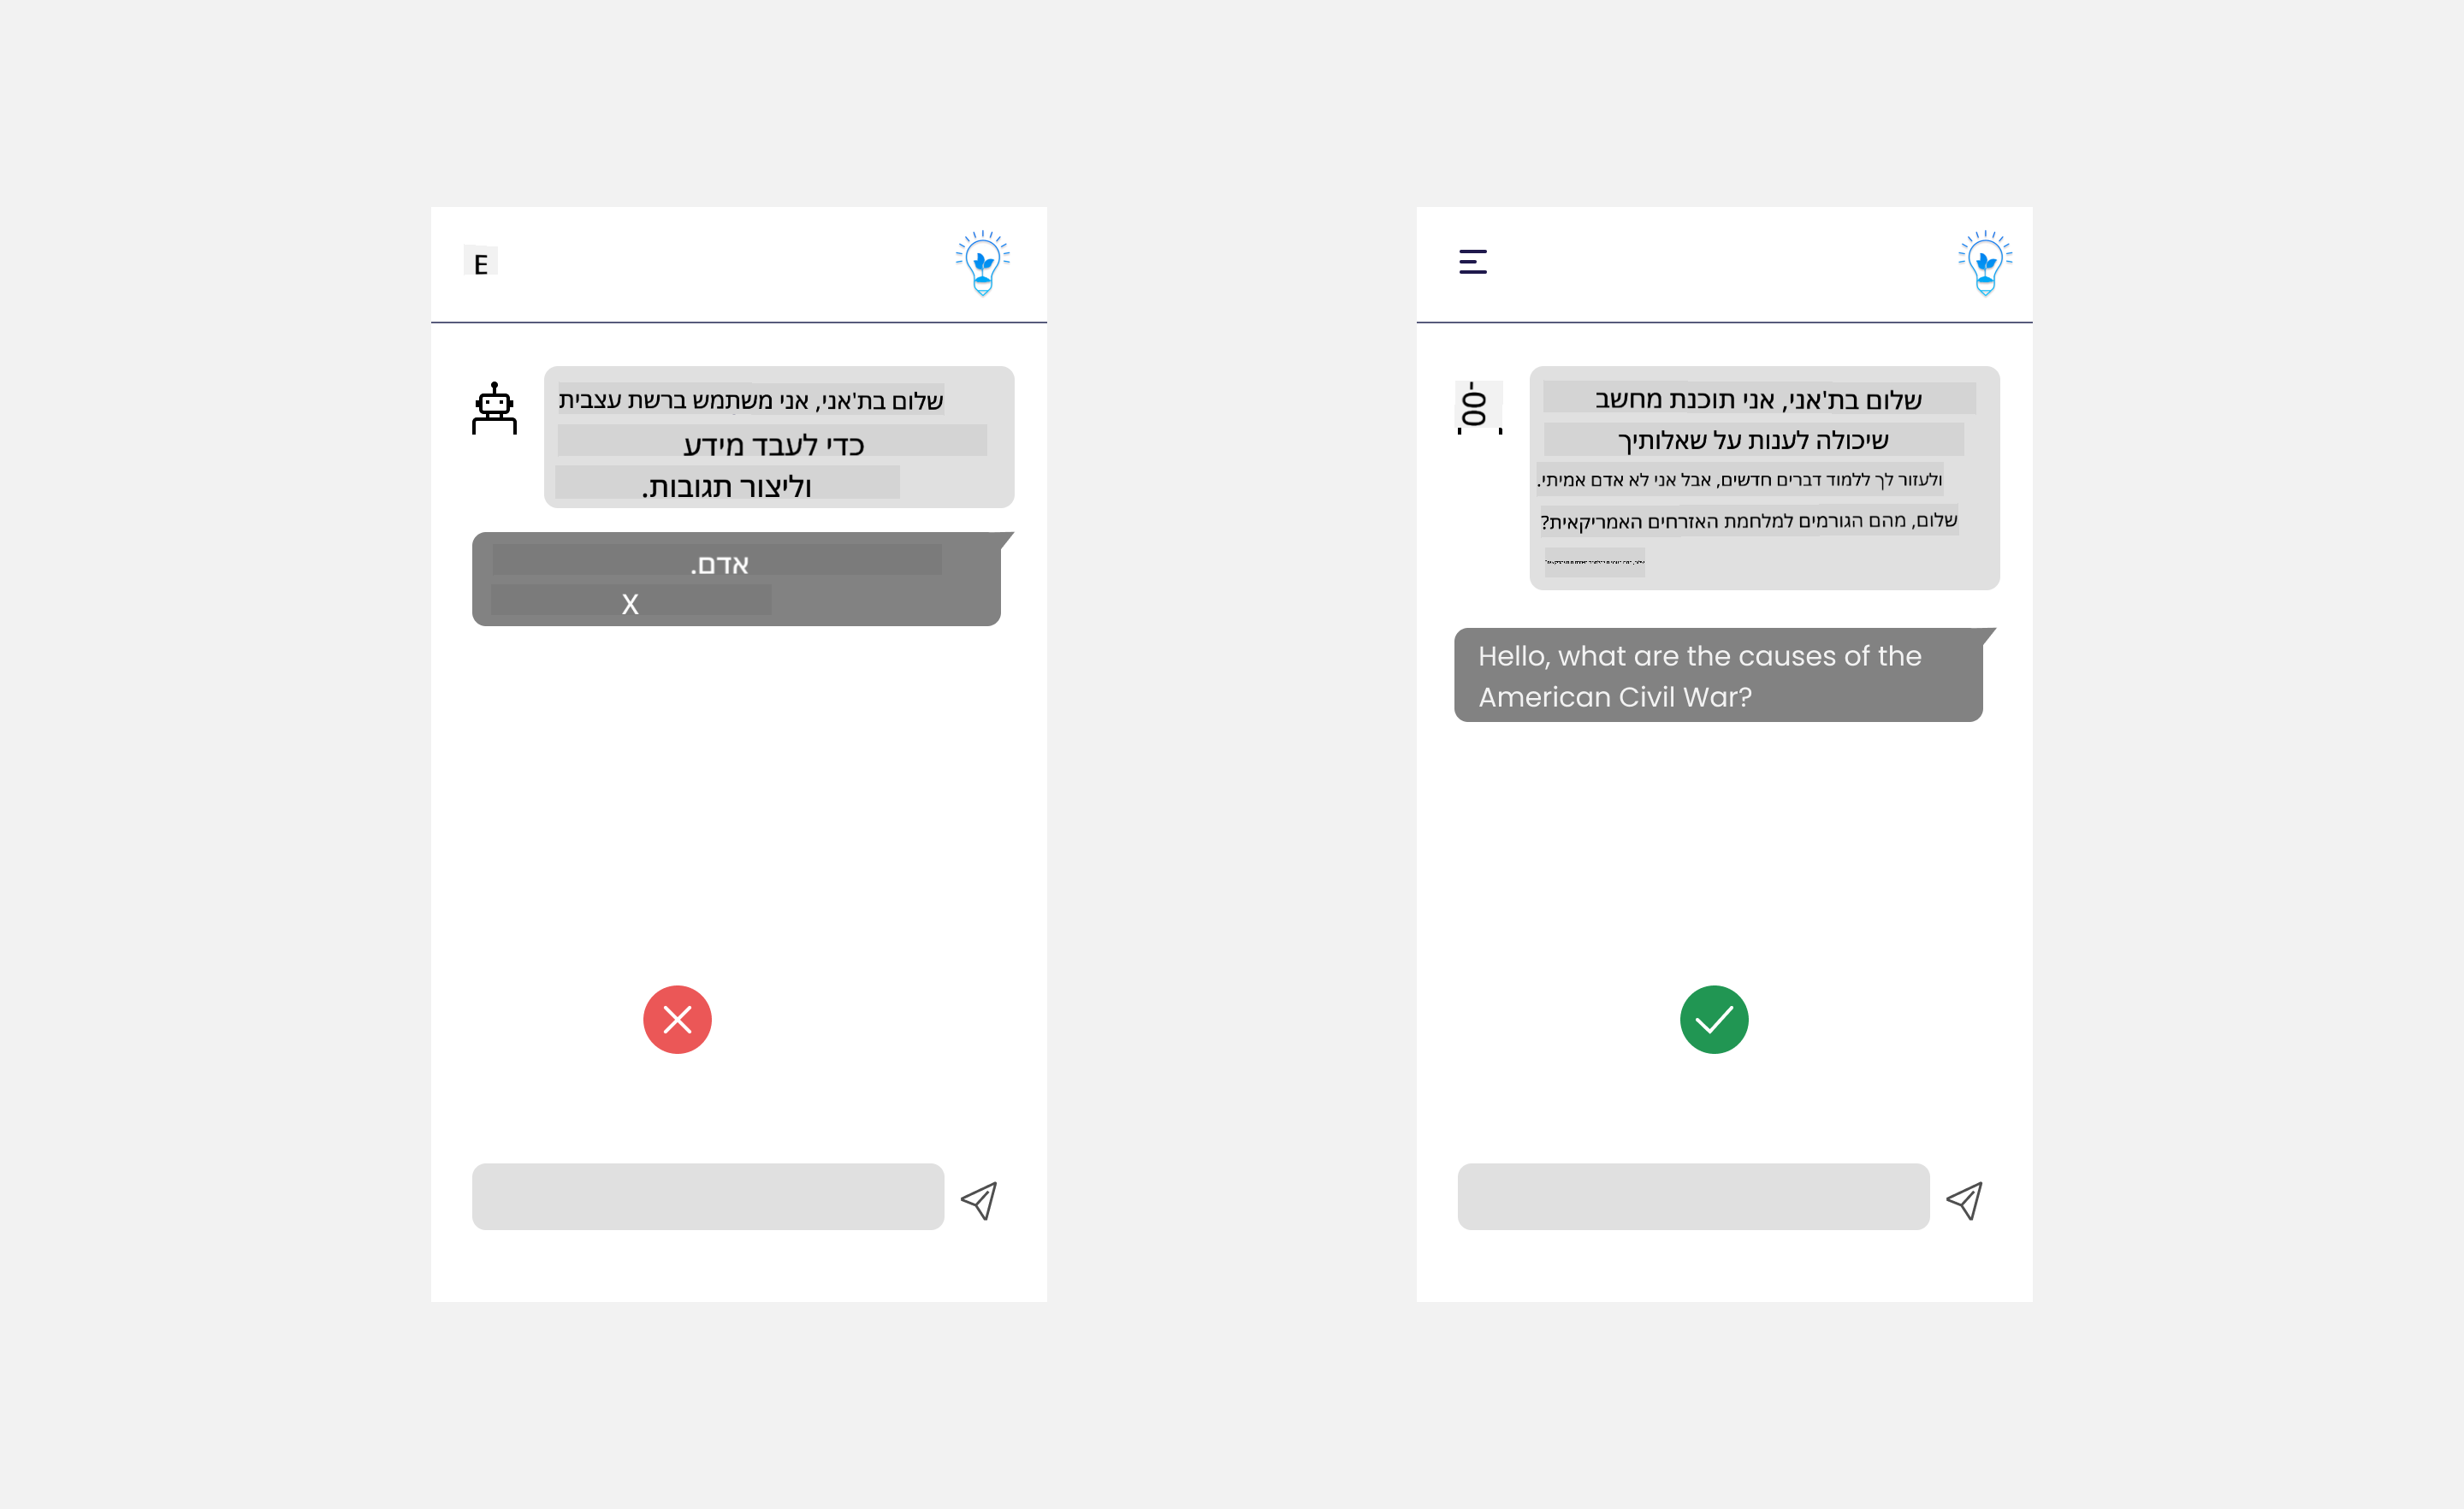 E
שלום בת'אני, אני משתמש ברשת עצבית
כדי לעבד מידע
וליצור תגובות.
אדם.
X
שלום בת'אני, אני תוכנת מחשב
שיכולה לענות על שאלותיך
ולעזור לך ללמוד דברים חדשים, אבל אני לא אדם אמיתי.
שלום, מהם הגורמים למלחמת האזרחים האמריקאית?
Hello, what are the causes of the
American Civil War?